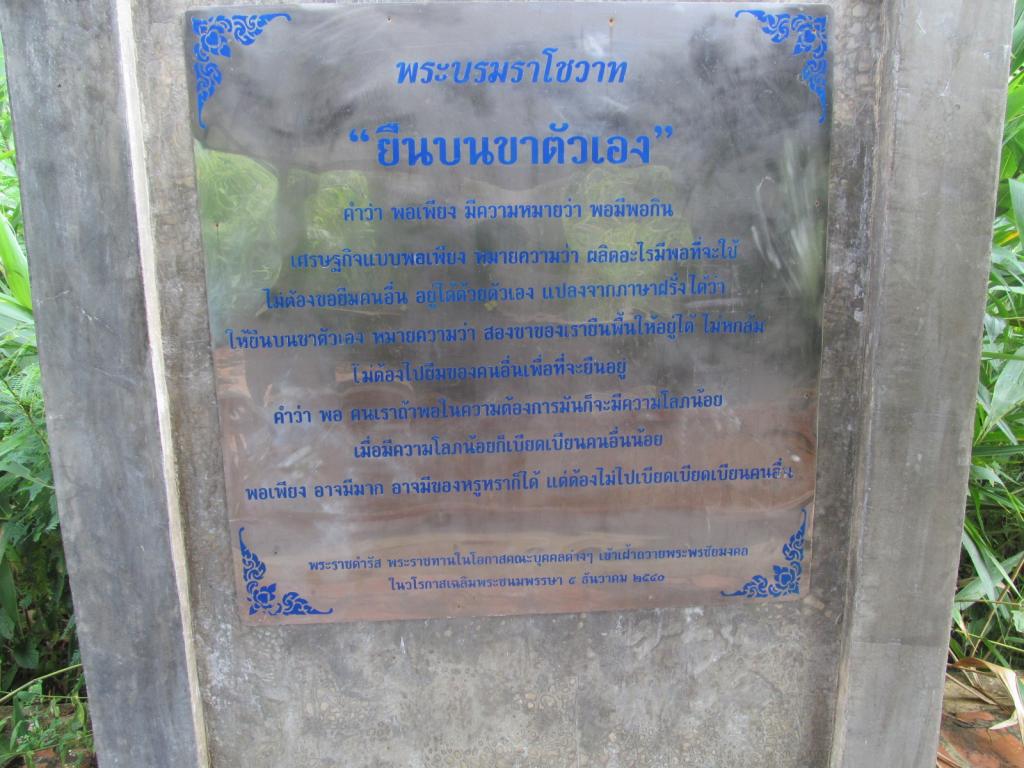 พระบรมราโชวาท
“ยืนบนขาตัวเอง”
คำว่า พอเพียง มีความหมายว่า พอมีพอกิน
เศรษฐกิจแบบพอเพียง หมายความว่า ผลิตอะไรมีพอที่จะใช้
ไม่ต้องขอยืมคนอื่น อยู่ได้ด้วยตัวเอง แปลงจากภาษาฝรั่งได้ว่า
ให้ยืนบนขาตัวเอง หมายความว่า สองขาของเรายืนพื้นให้อยู่ได้ ไม่หกล้ม
ไม่ต้องไปยืมของคนอื่นเพื่อที่จะยืนอยู่
คำว่า พอ คนเราถ้าพอในความต้องการมันก็จะมีความโลภน้อย
เมื่อมีความโลภน้อยก็เบียดเบียนคนอื่นน้อย
พอเพียง อาจมีมาก อาจมีของหรูหราก็ได้ แต่ต้องไม่ไปเบียดเบียดเบียนคนอื่น
พระราชดำรัส พระราชทานในโอกาสคณะบุคคลต่างๆ เข้าเฝ้าถวายพระพรชัยมงคล
ในวโรกาสเฉลิมพระชนมพรรษา ๕ ธันวาคม ๒๕๔๐